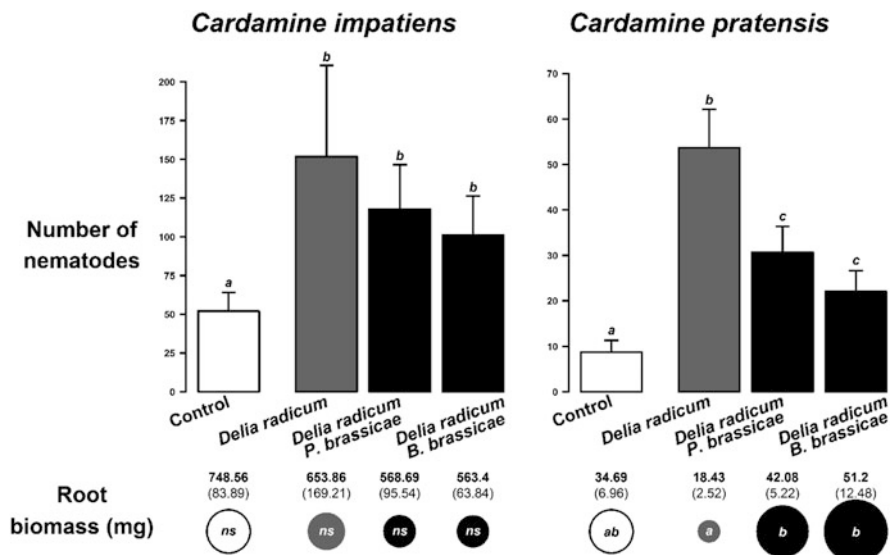 Cardamine impatiens
Cardamine pratensis
Number of
nematodes
200
175
150
125
100
75
50
25
0
a
b
b
b
Control
Delia radicum
Delia radicum
P. brassicae
Delia radicum
B. brassicae
70
60
50
40
30
20
10
0
a
b
c
c
Control
Delia radicum
Delia radicum
P. brassicae
Delia radicum
B. brassicae
Root
biomass (mg)
748.56 653.86 568.69 563.4 34.69 18.43 42.08 51.2
(83.89) (169.21) (95.54) (63.84) (6.96) (2.52) (5.22) (12.48)
ns ns ns ns ab a b b